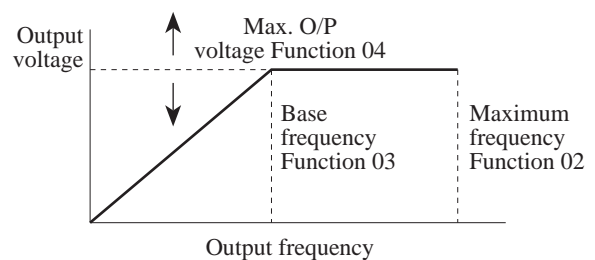 Output
voltage
Max. O/P
voltage Function 04
Base
frequency
Function 03
Maximum
frequency
Function 02
Output frequency